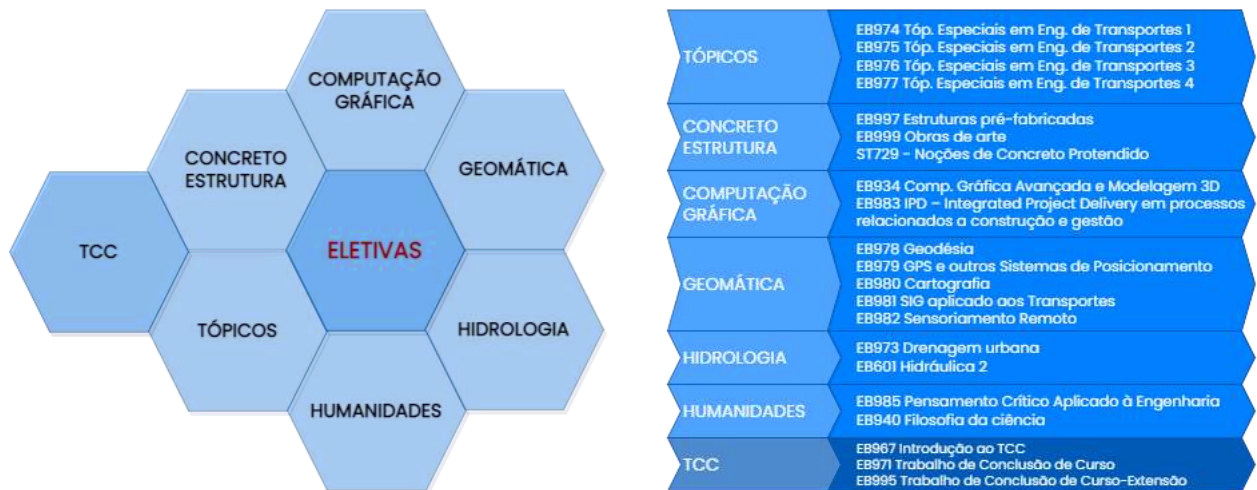 COMPUTAÇÃO
GRÁFICA
CONCRETO
ESTRUTURA
GEOMÁTICA
TCC
ELETIVAS
TÓPICOS
HIDROLOGIA
HUMANIDADES
TÓPICOS
EB974 Tóp. Especiais em Eng. de Transportes 1
EB975 Tóp. Especiais em Eng. de Transportes 2
EB976 Tóp. Especiais em Eng. de Transportes 3
EB977 Tóp. Especiais em Eng. de Transportes 4
CONCRETO
ESTRUTURA
EB997 Estruturas pré-fabricadas
EB999 Obras de arte
ST729 - Noções de Concreto Protendido
COMPUTAÇÃO
GRÁFICA
EB934 Comp. Gráfica Avançada e Modelagem 3D
EB983 IPD – Integrated Project Delivery em processos
relacionados a construção e gestão
GEOMÁTICA
EB978 Geodésia
EB979 GPS e outros Sistemas de Posicionamento
EB980 Cartografia
EB981 SIG aplicado aos Transportes
EB982 Sensoriamento Remoto
HIDROLOGIA
EB973 Drenagem urbana
EB601 Hidráulica 2
HUMANIDADES
EB985 Pensamento Crítico Aplicado à Engenharia
EB940 Filosofia da ciência
TCC
EB967 Introdução ao TCC
EB971 Trabalho de Conclusão de Curso
EB995 Trabalho de Conclusão de Curso-Extensão